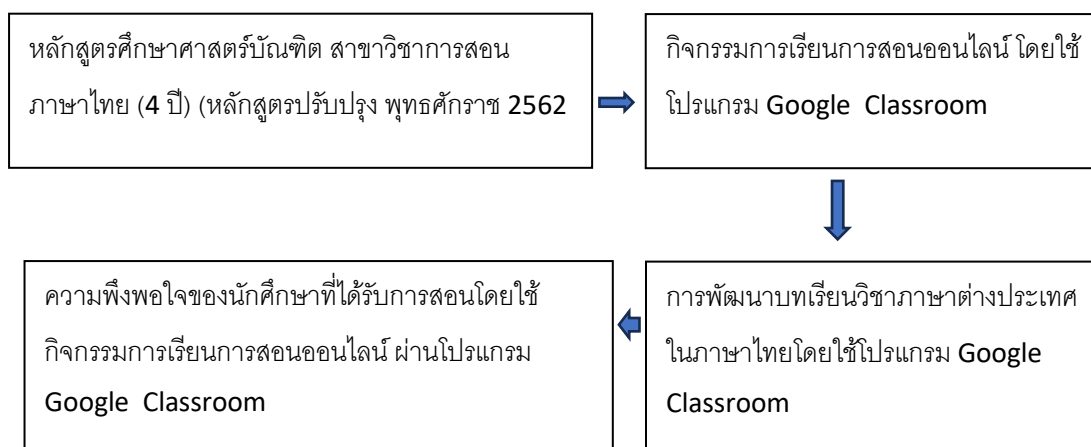 หลักสูตรศึกษาศาสตร์บัณฑิต สาขาวิชาการสอน
ภาษาไทย (4 ปี) (หลักสูตรปรับปรุง พุทธศักราช 2562
กิจกรรมการเรียนการสอนออนไลน์ โดยใช้
โปรแกรม Google Classroom
การพัฒนาบทเรียนวิชาภาษาต่างประเทศ
ในภาษาไทยโดยใช้โปรแกรม Google
Classroom
ความพึงพอใจของนักศึกษาที่ได้รับการสอนโดยใช้
กิจกรรมการเรียนการสอนออนไลน์ ผ่านโปรแกรม
Google Classroom